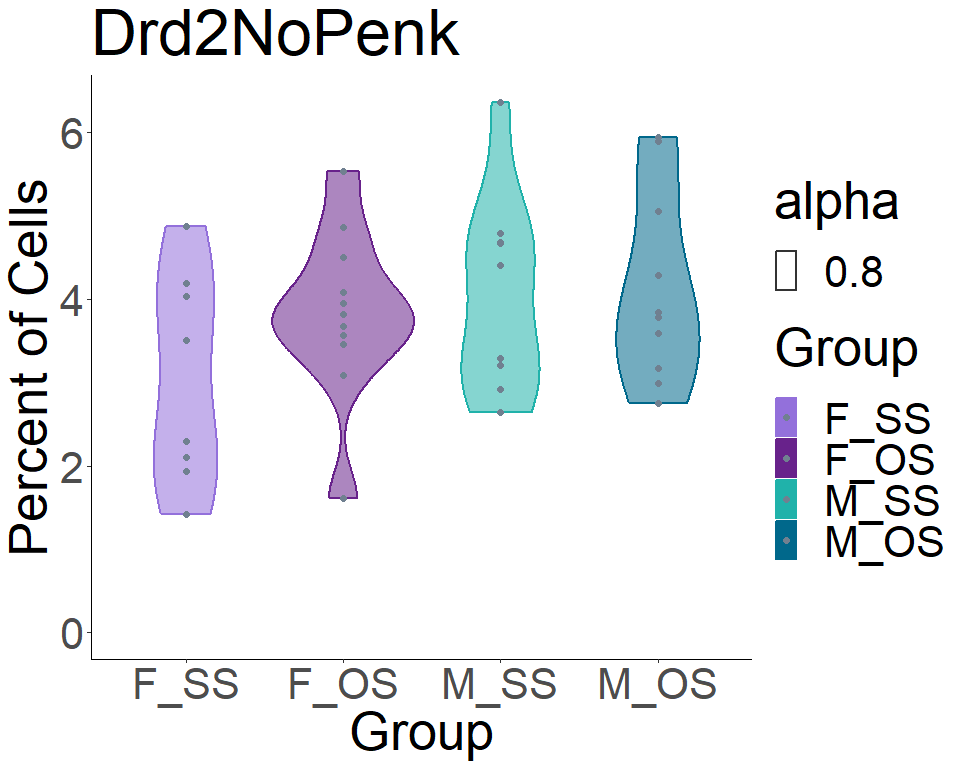 Drd2NoPenk
Percent of Cells
6
4
2
0
F_SS F_OS M_SS M_OS
Group
alpha
0.8
Group
F_SS
F_OS
M_SS
M_OS